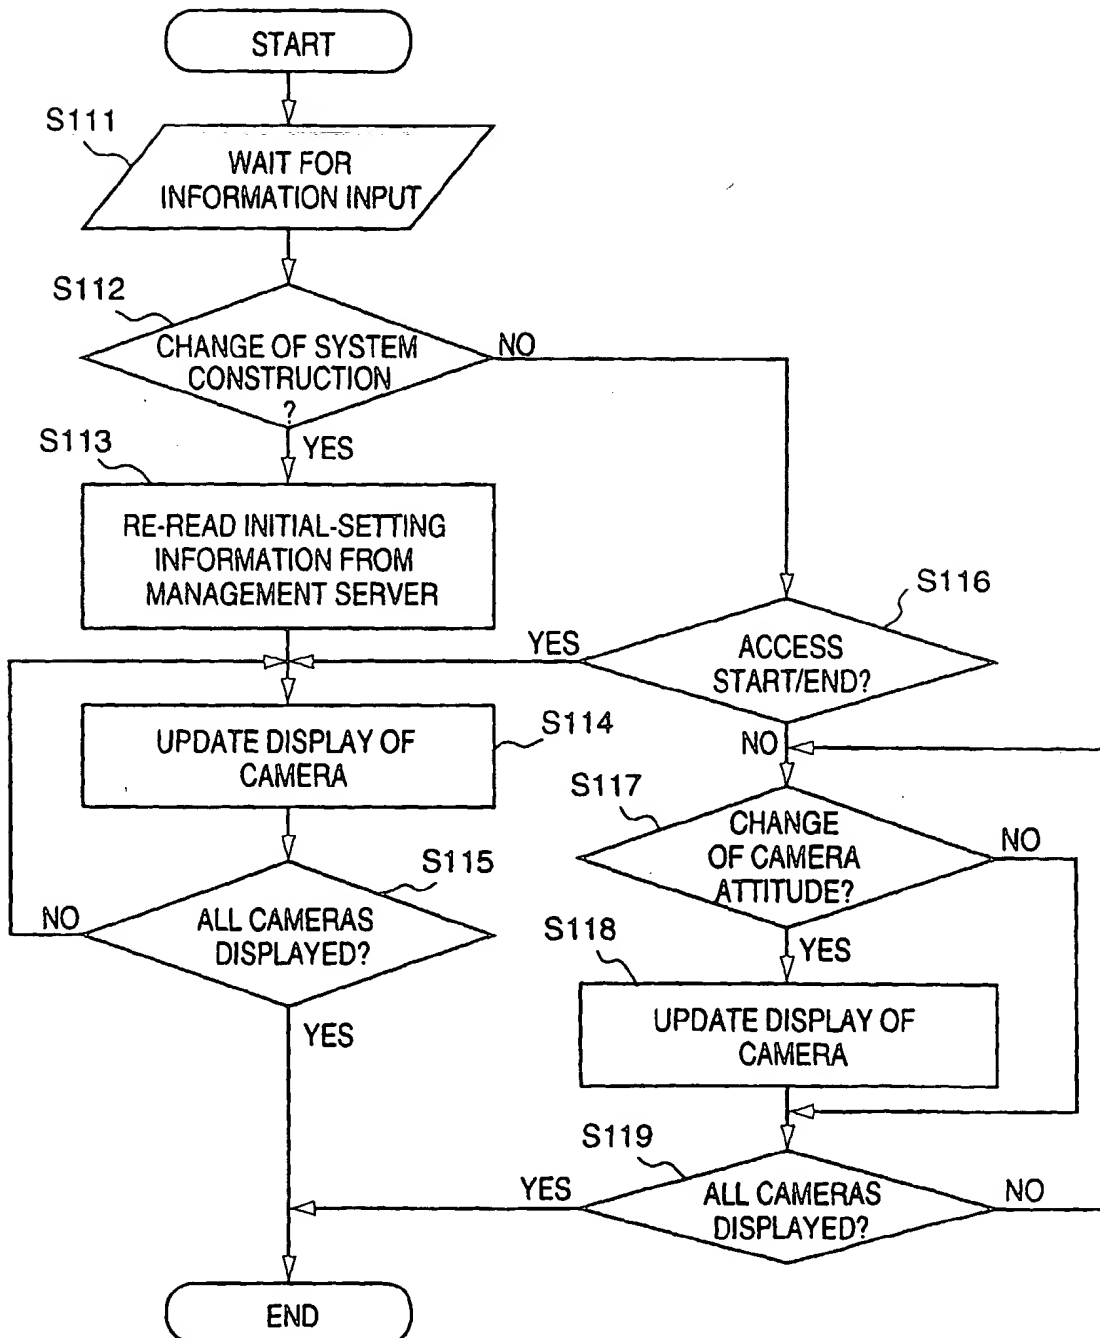 START
S111
WAIT FOR
INFORMATION INPUT
S112
CHANGE OF SYSTEM
CONSTRUCTION
?
NO
YES
S113
RE-READ INITIAL-SETTING
INFORMATION FROM
MANAGEMENT SERVER
S116
ACCESS
START/END?
YES
NO
S114
UPDATE DISPLAY OF
CAMERA
S115
ALL CAMERAS
DISPLAYED?
NO
YES
S117
CHANGE
OF CAMERA
ATTITUDE?
NO
YES
S118
UPDATE DISPLAY OF
CAMERA
S119
ALL CAMERAS
DISPLAYED?
YES
NO
END